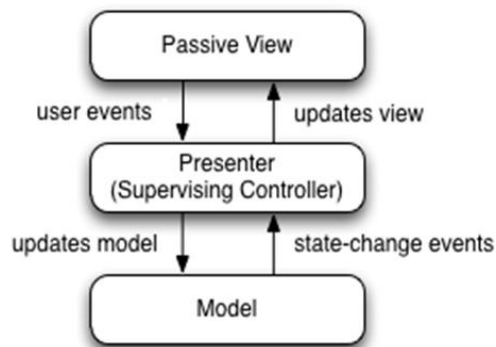 Passive View
user events
updates view
Presenter
(Supervising Controller)
updates model
state-change events
Model